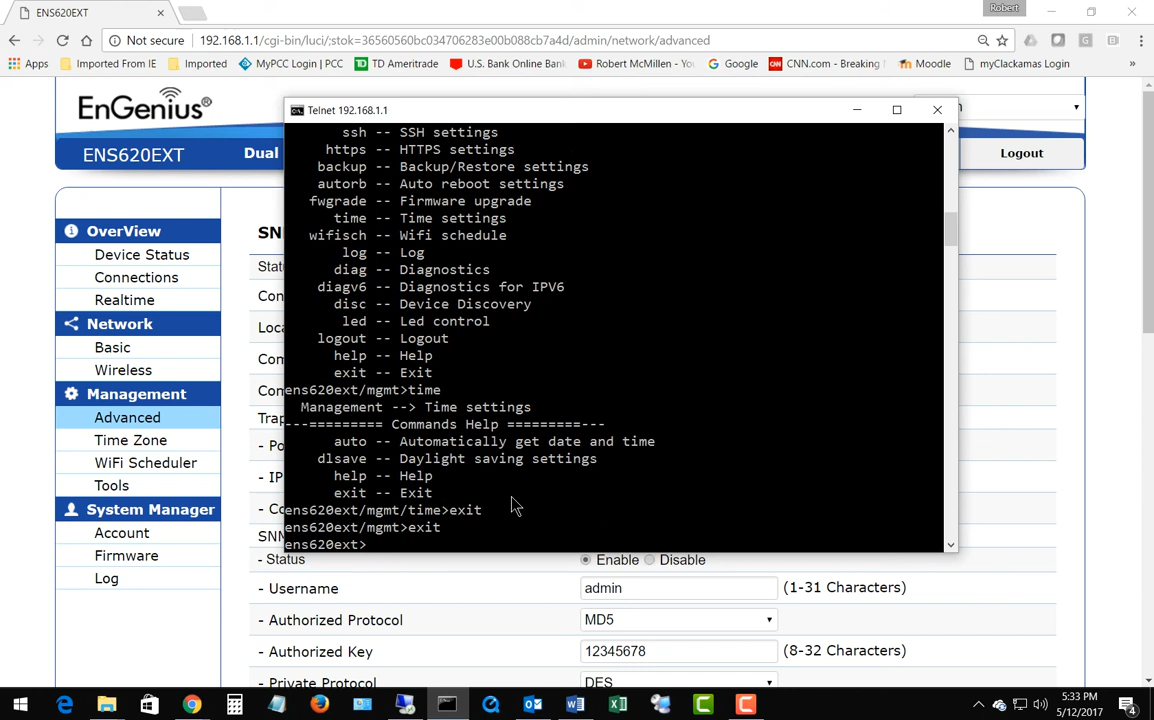 ENS620EXT
Robert
Not secure
192.168.1.1/cgi-bin/luci/;stok=36560560bc034706283e00b088cb7a4d/admin/network/advanced
Apps
Imported From IE
Imported
MyPCC Login | PCC
TD Ameritrade
U.S. Bank Online Bank
Robert McMillen - Yo
Google
CNN.com - Breaking
Moodle
myClackamas Login
»
EnGenius®
ENS620EXT
Dual
Logout
Telnet 192.168.1.1
ssh -- SSH settings
https -- HTTPS settings
backup -- Backup/Restore settings
autorb -- Auto reboot settings
fwgrade -- Firmware upgrade
time -- Time settings
wifisch -- Wifi schedule
log -- Log
diag -- Diagnostics
diagv6 -- Diagnostics for IPV6
disc -- Device Discovery
led -- Led control
logout -- Logout
help -- Help
exit -- Exit
ens620ext/mgmt>time
Management --> Time settings
---========= Commands Help =========---
auto -- Automatically get date and time
dlsave -- Daylight saving settings
help -- Help
exit -- Exit
ens620ext/mgmt/time>exit
ens620ext/mgmt>exit
ens620ext>
OverView
Device Status
Connections
Realtime
Network
Basic
Wireless
Management
Advanced
Time Zone
WiFi Scheduler
Tools
System Manager
Account
Firmware
Log
- Status
Enable
Disable
- Username
admin
(1-31 Characters)
- Authorized Protocol
MD5
- Authorized Key
12345678
(8-32 Characters)
- Private Protocol
DES
5:33 PM
5/12/2017
4